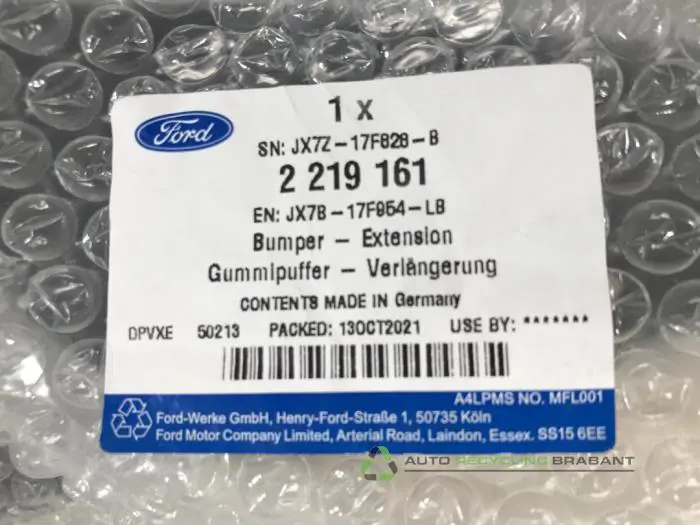 1 x
Ford
SN: JX7Z-17F828-B
2 219 161
EN: JX7B-17F954-LB
Bumper - Extension
Gummipuffer - Verlängerung
CONTENTS MADE IN Germany
DPVXE 50213 PACKED: 13OCT2021 USE BY: *******
A4LPMS NO. MFL001
Ford-Werke GmbH, Henry-Ford-Straße 1, 50735 Köln
Ford Motor Company Limited, Arterial Road, Laindon, Essex. SS15 6EE
AUTO RECYCLING BRABANT